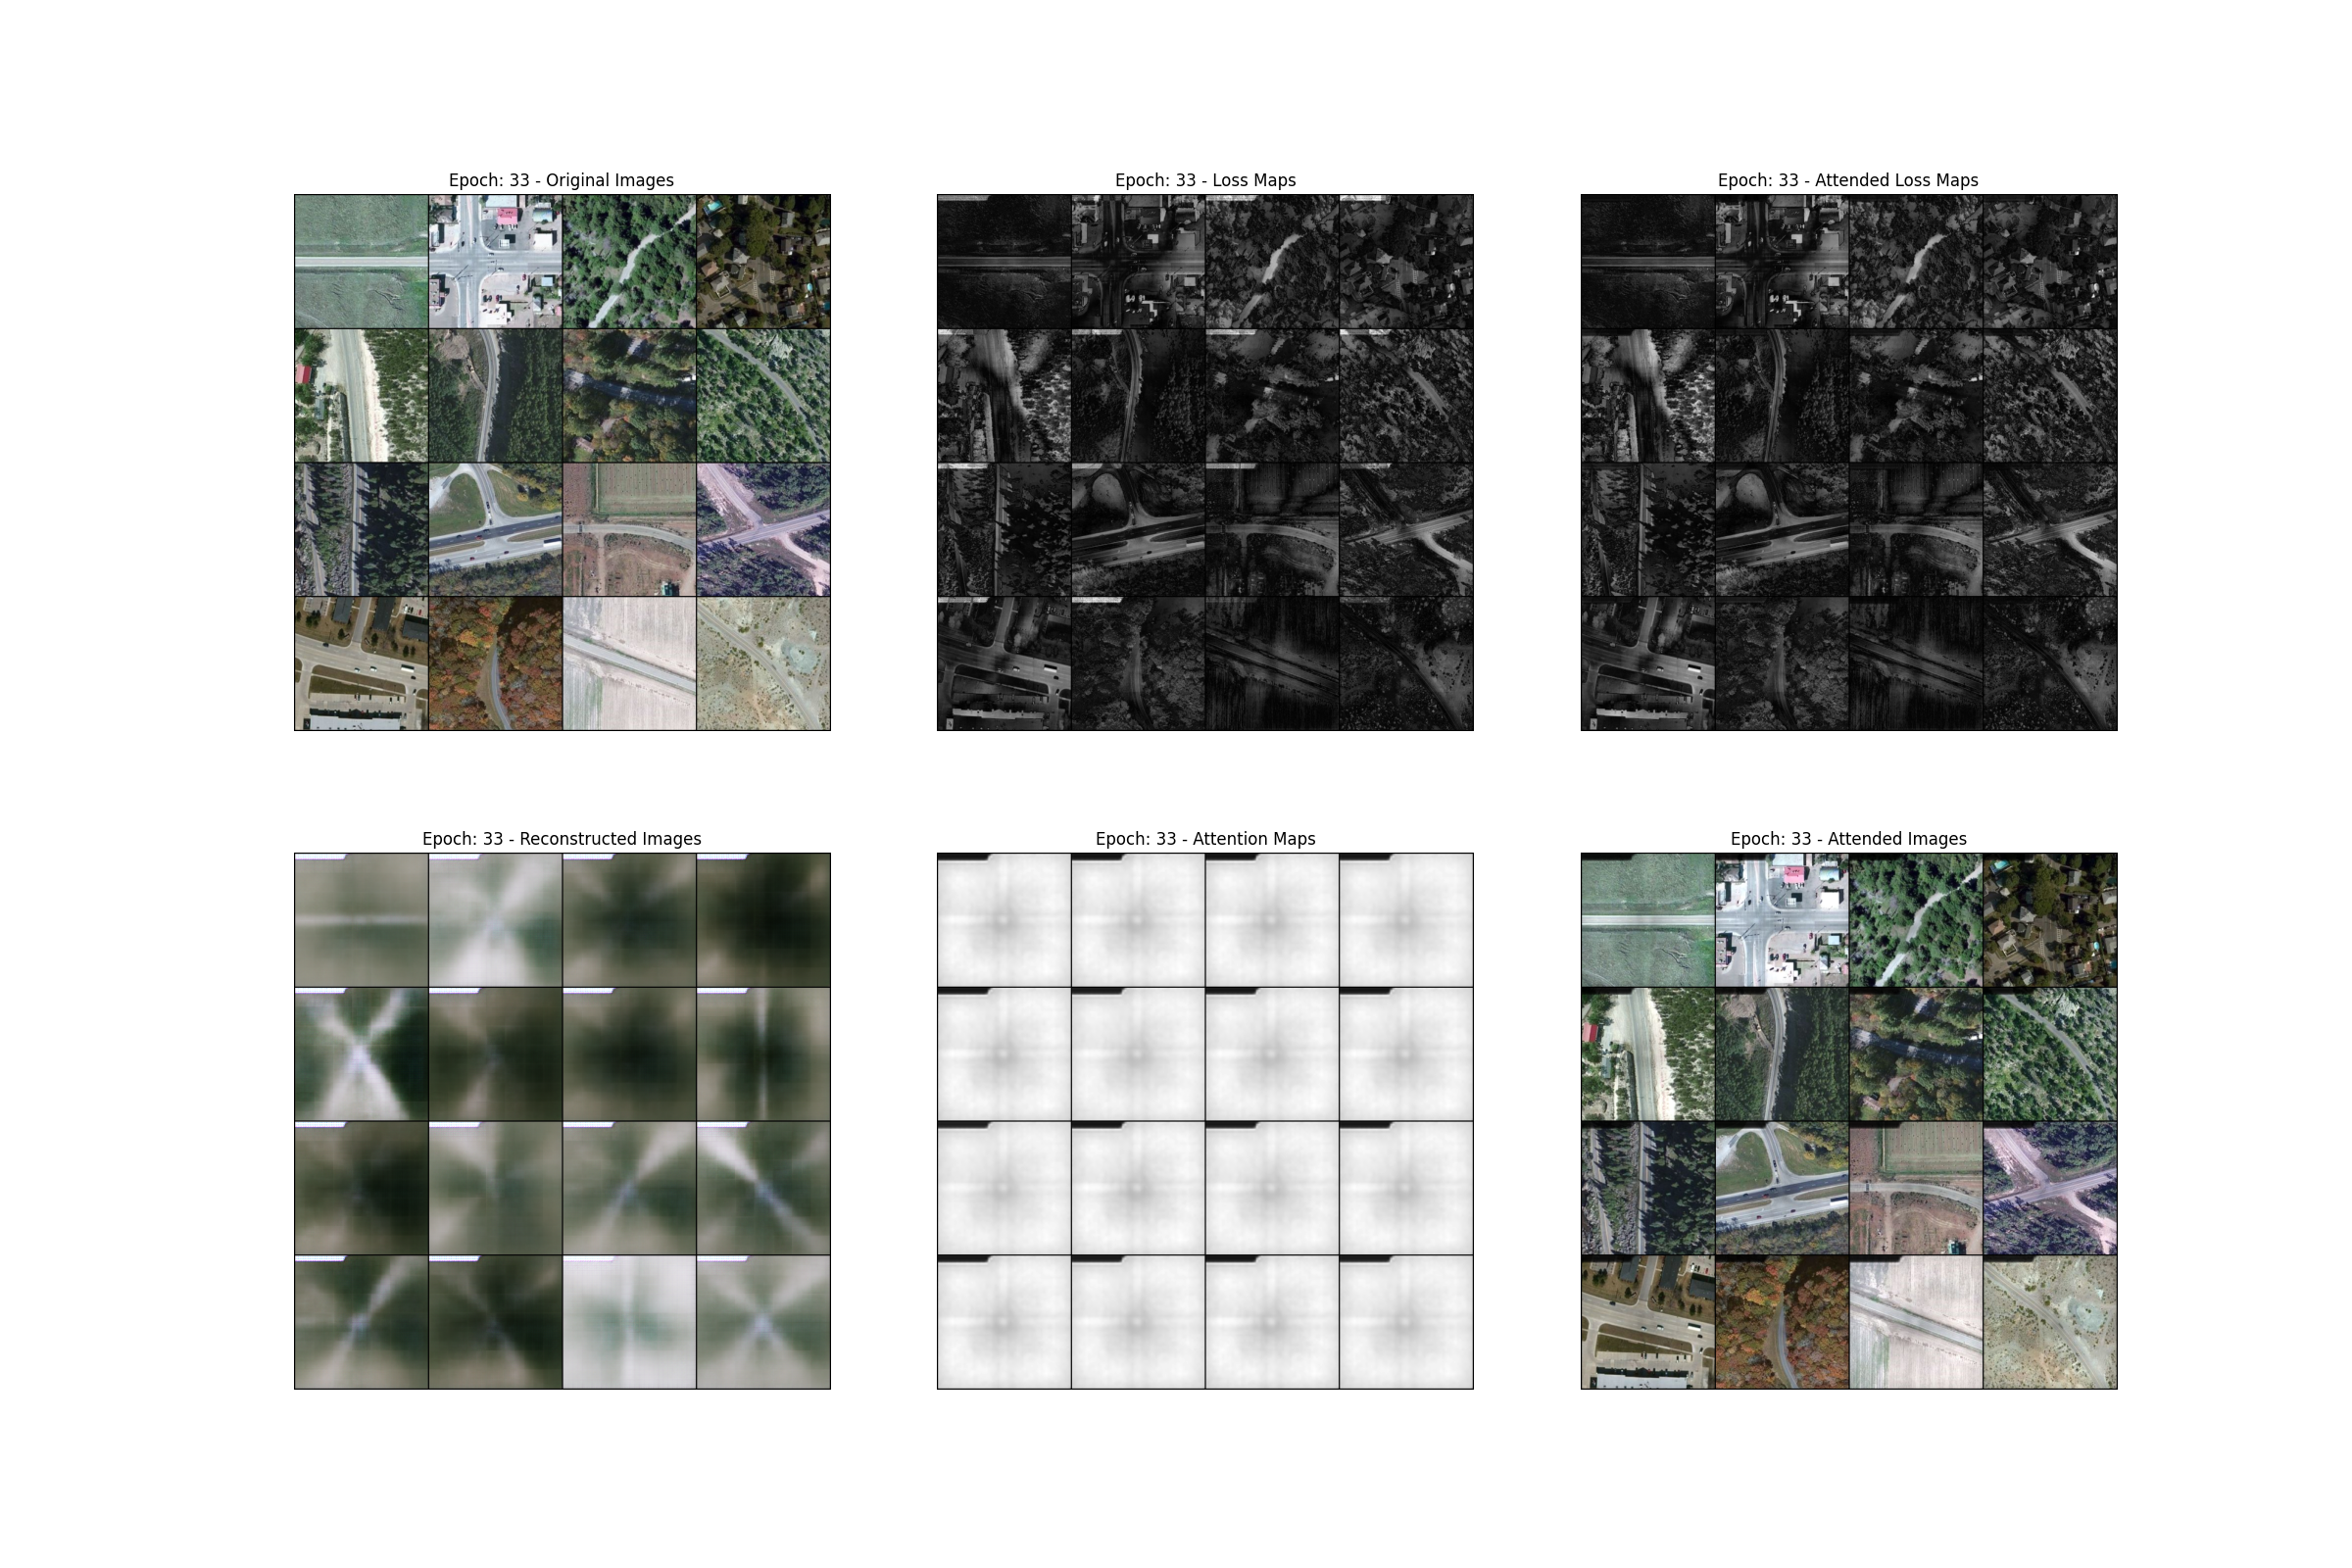 Epoch: 33 - Original Images
Epoch: 33 - Loss Maps
Epoch: 33 - Attended Loss Maps
Epoch: 33 - Reconstructed Images
Epoch: 33 - Attention Maps
Epoch: 33 - Attended Images